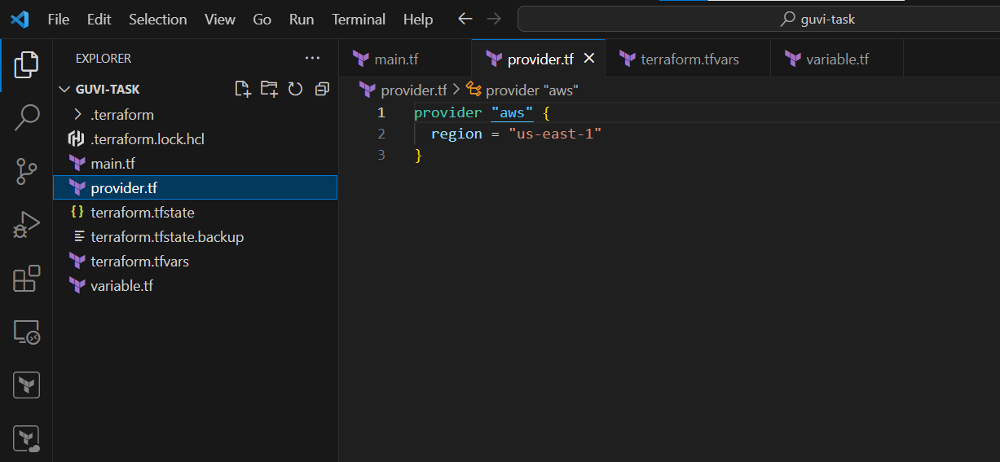 File Edit Selection View Go Run Terminal Help
guvi-task
EXPLORER
GUVI-TASK
.terraform
.terraform.lock.hcl
main.tf
provider.tf
terraform.tfstate
terraform.tfstate.backup
terraform.tfvars
variable.tf
main.tf provider.tf terraform.tfvars variable.tf
provider.tf > provider "aws"
1 provider "aws" {
2 region = "us-east-1"
3 }